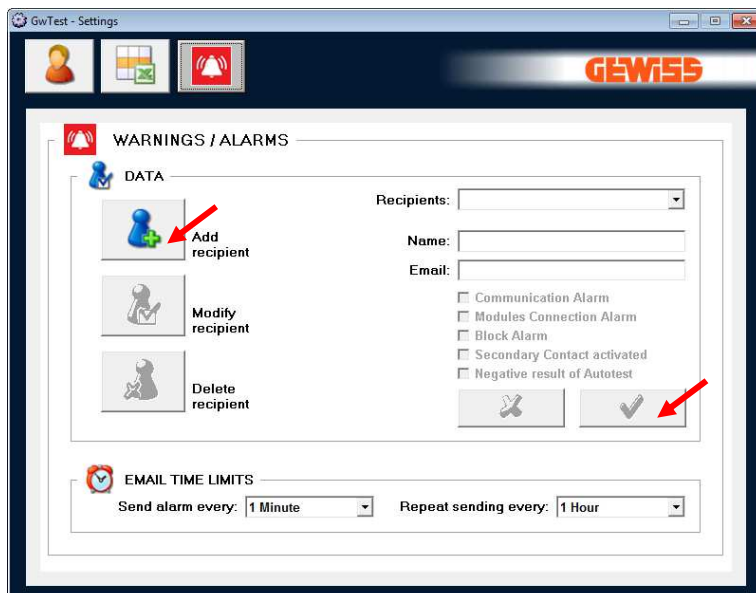 GwTest - Settings
GEWISS
WARNINGS / ALARMS
DATA
Add
recipient
Modify
recipient
Delete
recipient
Recipients:
Name:
Email:
Communication Alarm
Modules Connection Alarm
Block Alarm
Secondary Contact activated
Negative result of Autotest
EMAIL TIME LIMITS
Send alarm every: 1 Minute Repeat sending every: 1 Hour